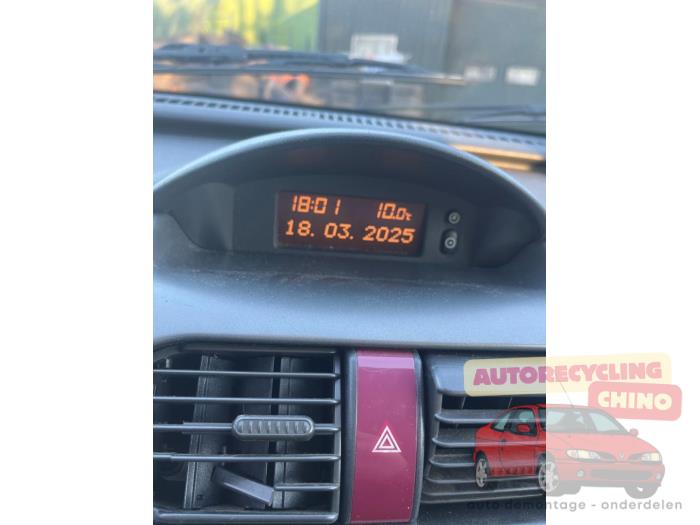 18:01 10.0°c
18. 03. 2025
AUTORECYCLING
CHINO
auto demontage - onderdelen